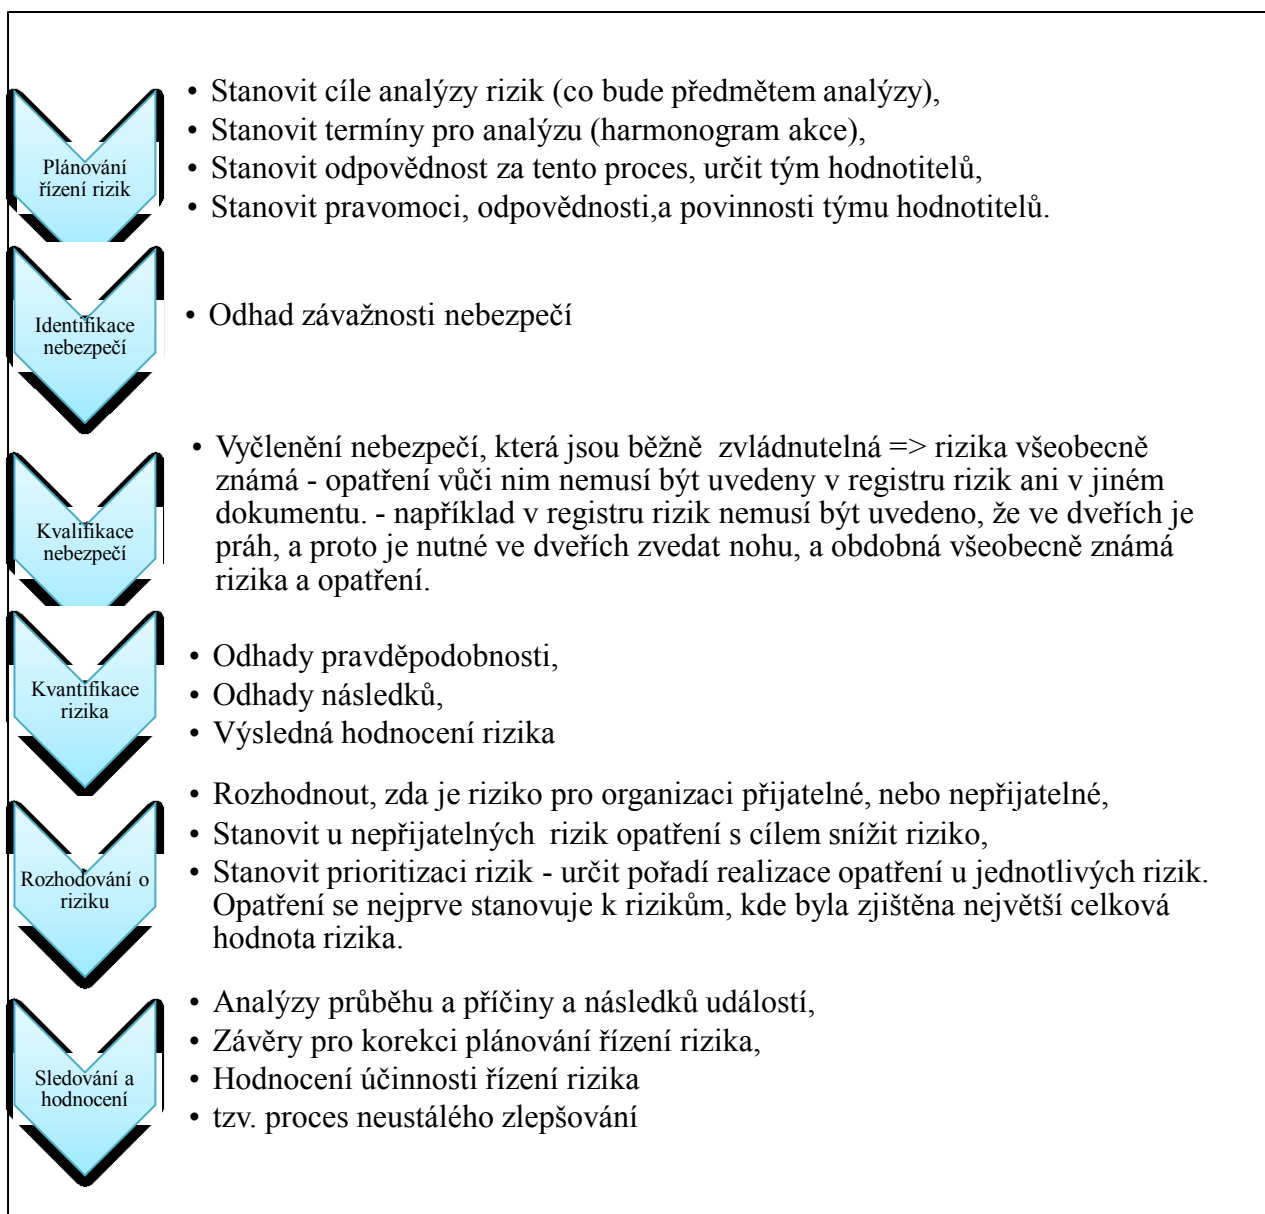 • Stanovit cíle analýzy rizik (co bude předmětem analýzy),
• Stanovit termíny pro analýzu (harmonogram akce),
• Stanovit odpovědnost za tento proces, určit tým hodnotitelů,
• Stanovit pravomoci, odpovědnosti,a povinnosti týmu hodnotitelů.
Plánování
řízení rizik
• Odhad závažnosti nebezpečí
Identifikace
nebezpečí
• Vyčlenění nebezpečí, která jsou běžně  zvládnutelná => rizika všeobecně
známá - opatření vůči nim nemusí být uvedeny v registru rizik ani v jiném
dokumentu. - například v registru rizik nemusí být uvedeno, že ve dveřích je
práh, a proto je nutné ve dveřích zvedat nohu, a obdobná všeobecně známá
rizika a opatření.
Kvalifikace
nebezpečí
• Odhady pravděpodobnosti,
• Odhady následků,
• Výsledná hodnocení rizika
Kvantifikace
rizika
• Rozhodnout, zda je riziko pro organizaci přijatelné, nebo nepřijatelné,
• Stanovit u nepřijatelných  rizik opatření s cílem snížit riziko,
• Stanovit prioritizaci rizik - určit pořadí realizace opatření u jednotlivých rizik.
Opatření se nejprve stanovuje k rizikům, kde byla zjištěna největší celková
hodnota rizika.
Rozhodování o
riziku
• Analýzy průběhu a příčiny a následků událostí,
• Závěry pro korekci plánování řízení rizika,
• Hodnocení účinnosti řízení rizika
• tzv. proces neustálého zlepšování
Sledování a
hodnocení